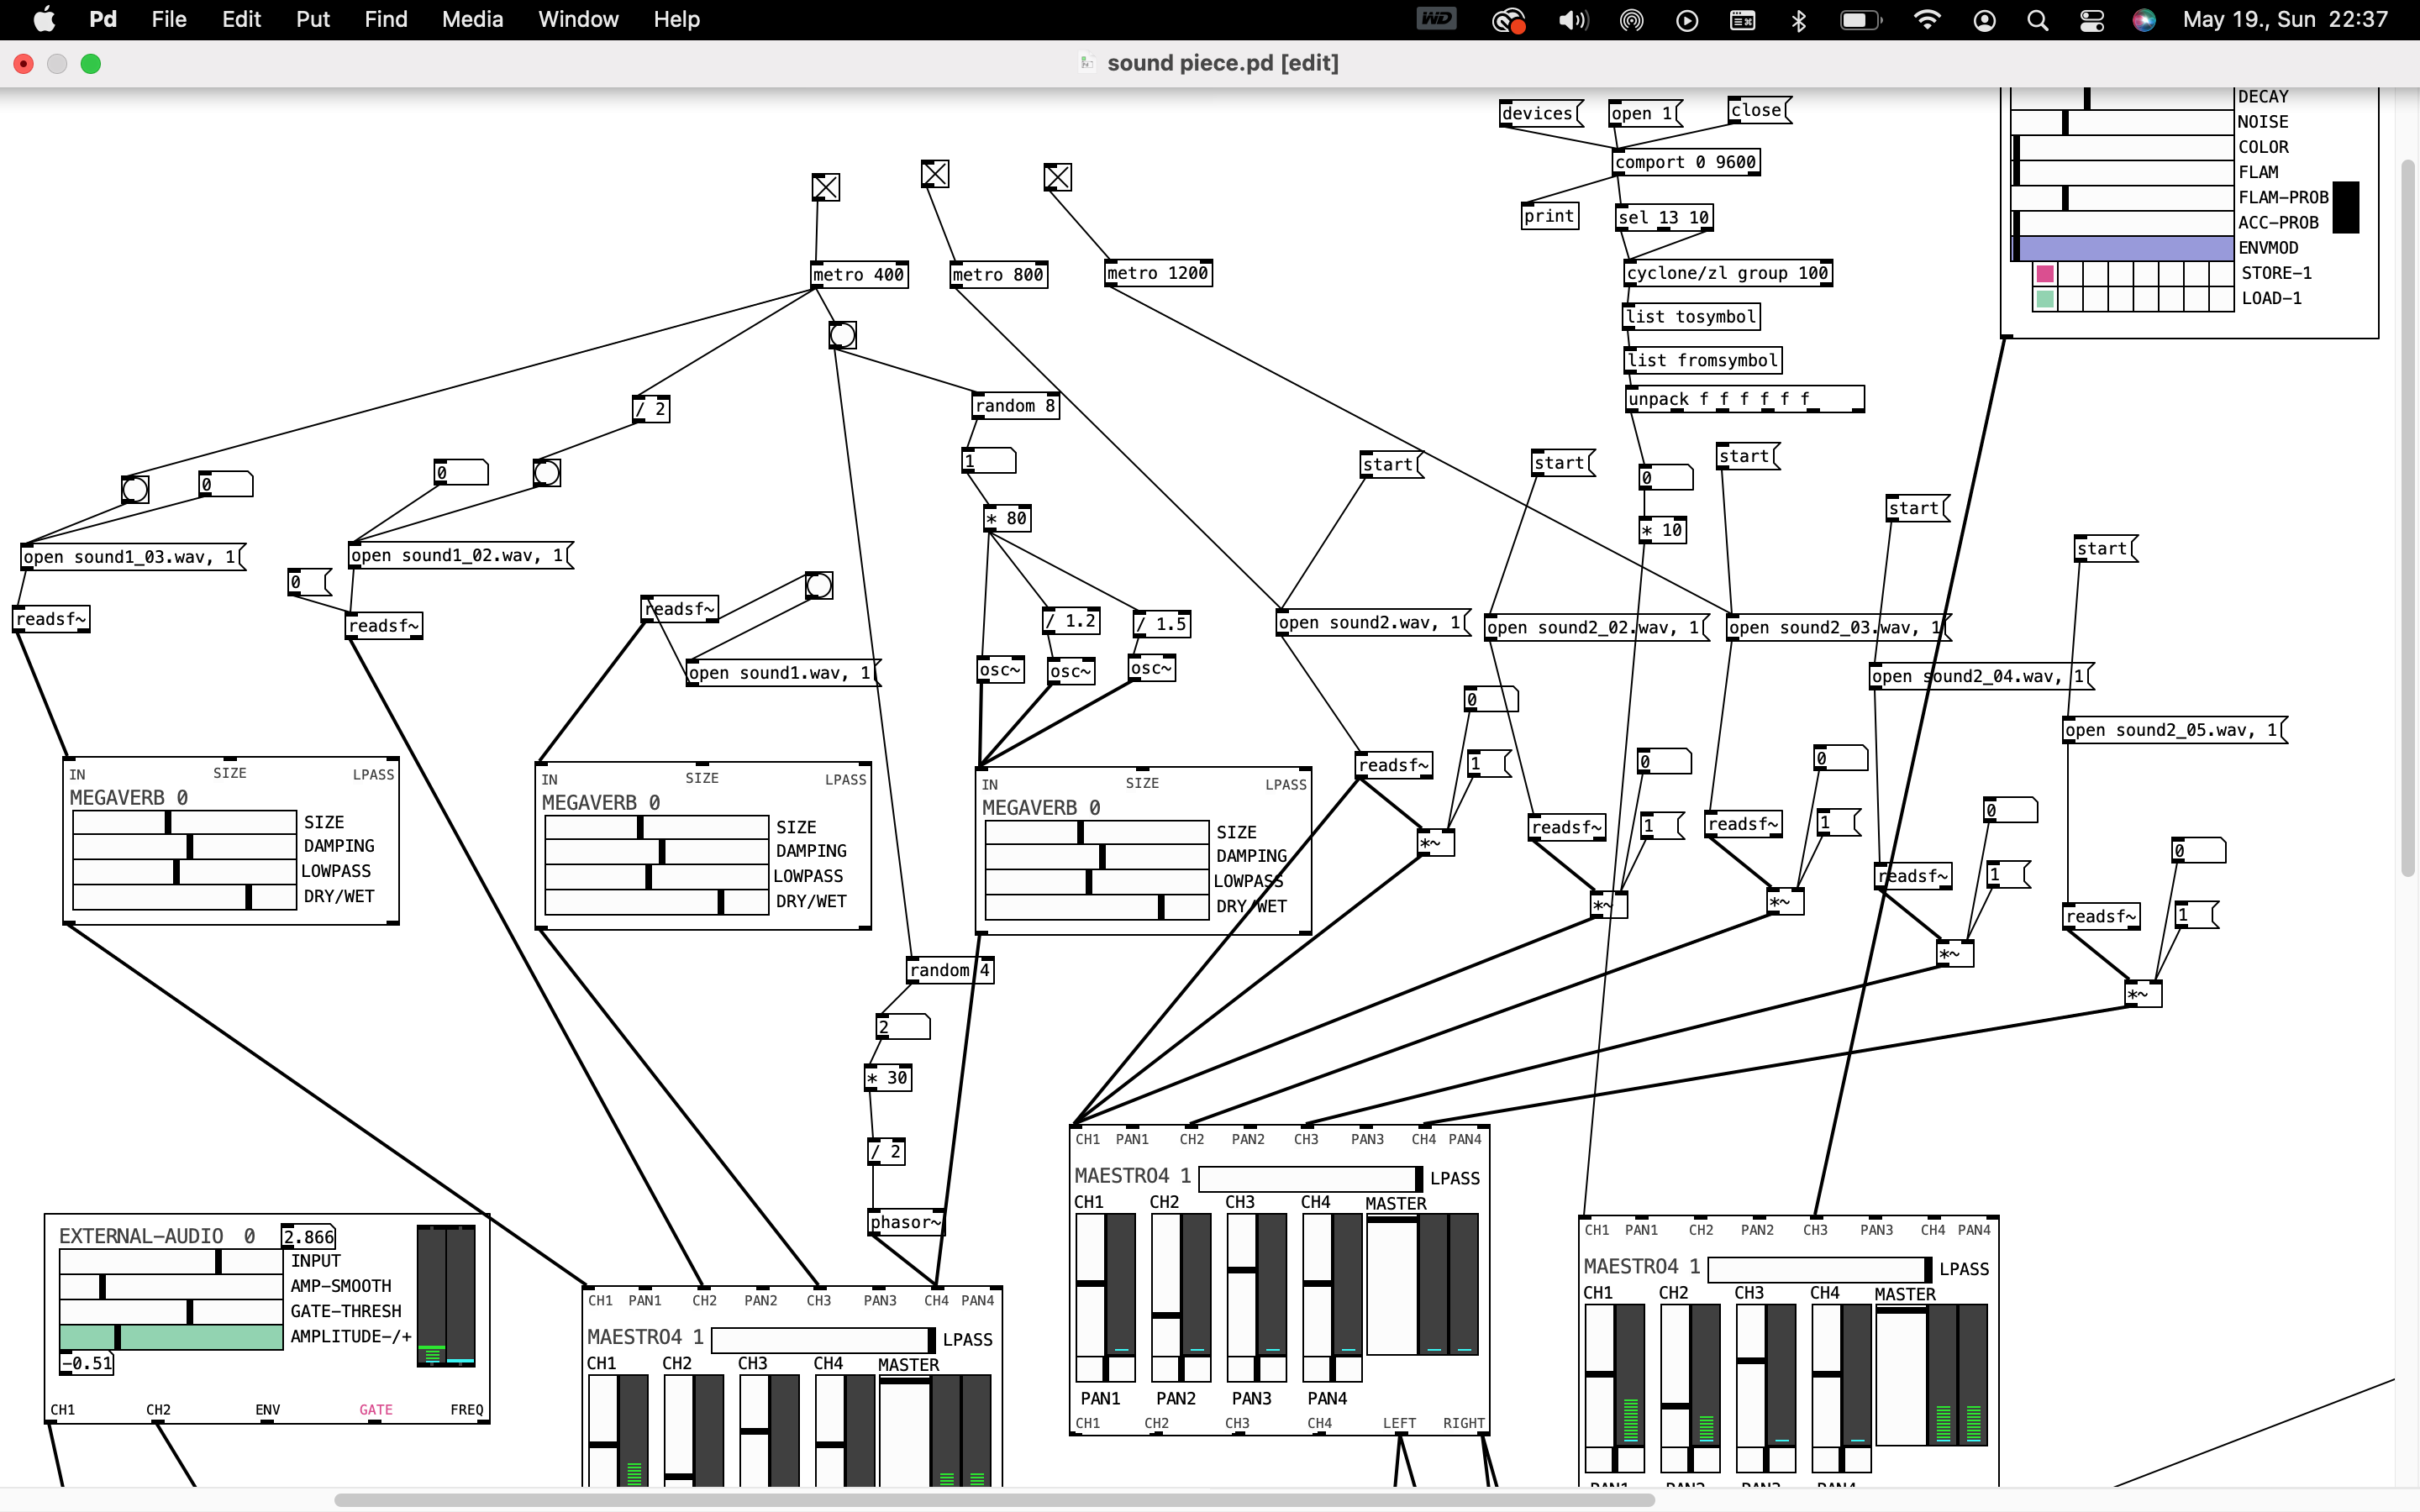 Pd File Edit Put Find Media Window Help
WD
May 19., Sun 22:37
sound piece.pd [edit]
devices
open 1
close
comport 0 9600
print
sel 13 10
cyclone/zl group 100
list tosymbol
list fromsymbol
unpack f f f f f f
DECAY
NOISE
COLOR
FLAM
FLAM-PROB
ACC-PROB
ENVMOD
STORE-1
LOAD-1
metro 400
metro 800
metro 1200
/ 2
random 8
1
* 80
0
0
open sound1_03.wav, 1
open sound1_02.wav, 1
0
readsf~
readsf~
readsf~
open sound1.wav, 1
/ 1.2
/ 1.5
osc~
osc~
osc~
start
start
0
start
* 10
start
start
open sound2.wav, 1
open sound2_02.wav, 1
open sound2_03.wav, 1
open sound2_04.wav, 1
open sound2_05.wav, 1
readsf~
0
1
*~
readsf~
0
1
*~
readsf~
0
1
*~
readsf~
0
1
*~
readsf~
0
1
*~
IN SIZE LPASS
MEGAVERB 0
SIZE
DAMPING
LOWPASS
DRY/WET
IN SIZE LPASS
MEGAVERB 0
SIZE
DAMPING
LOWPASS
DRY/WET
IN SIZE LPASS
MEGAVERB 0
SIZE
DAMPING
LOWPASS
DRY/WET
random 4
2
* 30
/ 2
phasor~
EXTERNAL-AUDIO 0 2.866
INPUT
AMP-SMOOTH
GATE-THRESH
AMPLITUDE-/+
-0.51
CH1 CH2 ENV GATE FREQ
CH1 PAN1 CH2 PAN2 CH3 PAN3 CH4 PAN4
MAESTRO4 1 LPASS
CH1 CH2 CH3 CH4 MASTER
CH1 PAN1 CH2 PAN2 CH3 PAN3 CH4 PAN4
MAESTRO4 1 LPASS
CH1 CH2 CH3 CH4 MASTER
PAN1 PAN2 PAN3 PAN4
CH1 CH2 CH3 CH4 LEFT RIGHT
CH1 PAN1 CH2 PAN2 CH3 PAN3 CH4 PAN4
MAESTRO4 1 LPASS
CH1 CH2 CH3 CH4 MASTER
PAN1 PAN2 PAN3 PAN4